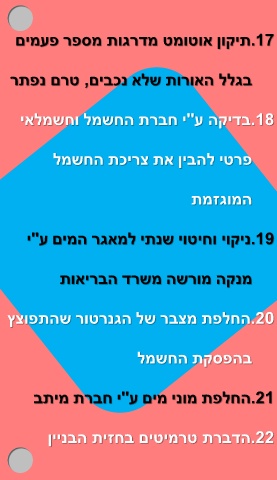 17.תיקון אוטומט מדרגות מספר פעמים
בגלל האורות שלא נכבים, טרם נפתר
18.בדיקה ע"י חברת החשמל וחשמלאי
פרטי להבין את צריכת החשמל
המוגזמת
19.ניקוי וחיטוי שנתי למאגר המים ע"י
מנקה מורשה משרד הבריאות
20.החלפת מצבר של הגנרטור שהתפוצץ
בהפסקת החשמל
21.החלפת מוני מים ע"י חברת מיתב
22.הדברת טרמיטים בחזית הבניין